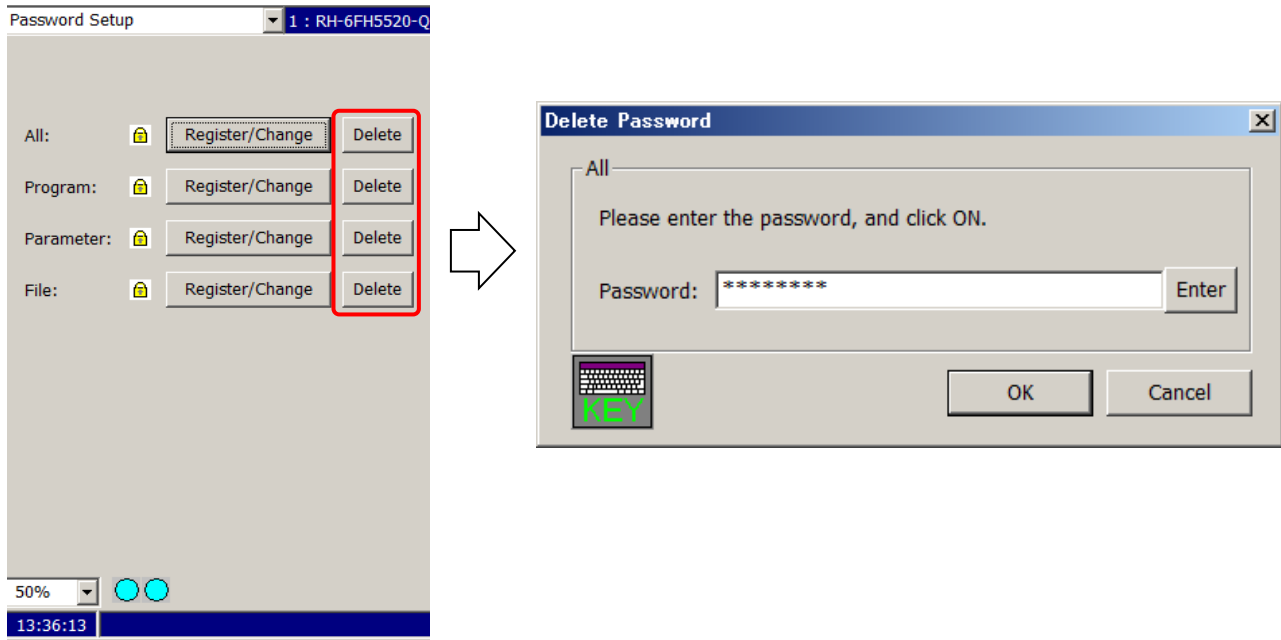 Password Setup 1 : RH-6FH5520-Q
All: Register/Change Delete
Program: Register/Change Delete
Parameter: Register/Change Delete
File: Register/Change Delete
50%
13:36:13
Delete Password
All
Please enter the password, and click ON.
Password: ******** Enter
KEY
OK Cancel